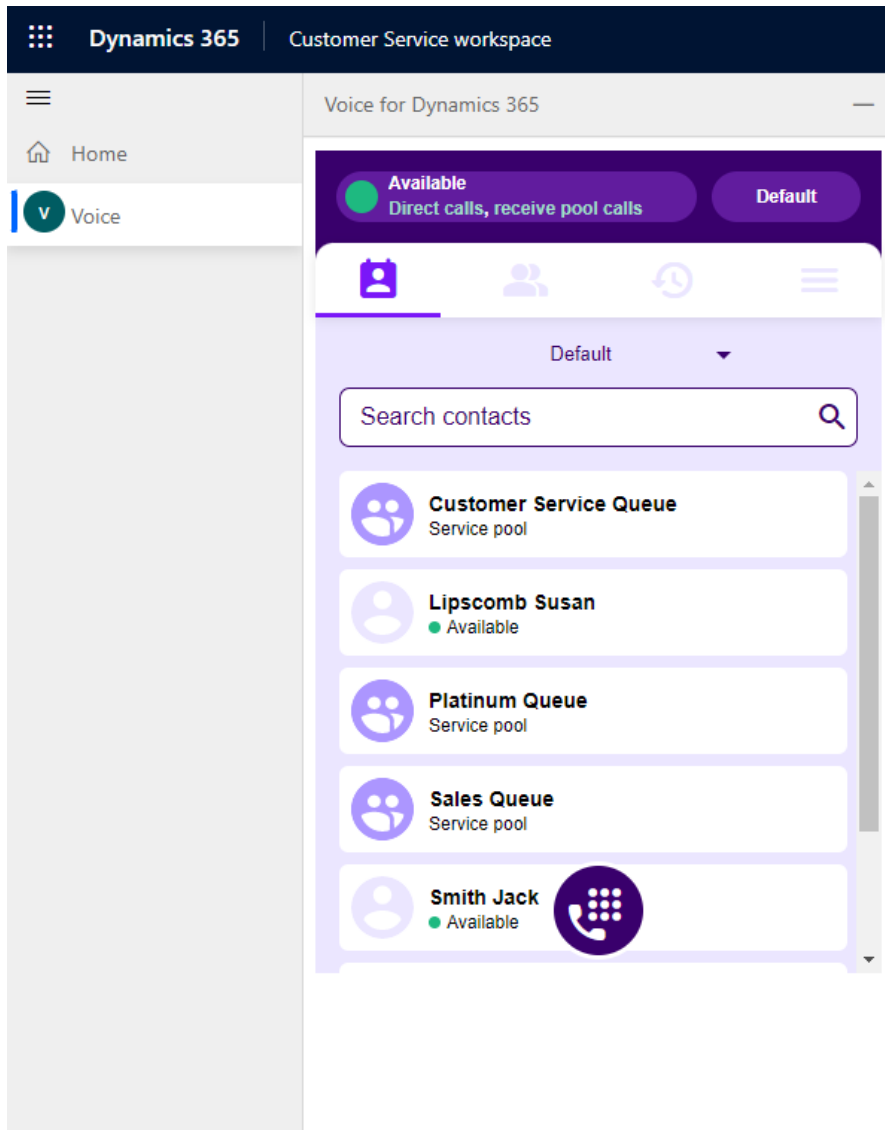 Dynamics 365 Customer Service workspace
Voice for Dynamics 365
Home
V Voice
Available
Direct calls, receive pool calls
Default
Default
Search contacts
Customer Service Queue
Service pool
Lipscomb Susan
Available
Platinum Queue
Service pool
Sales Queue
Service pool
Smith Jack
Available